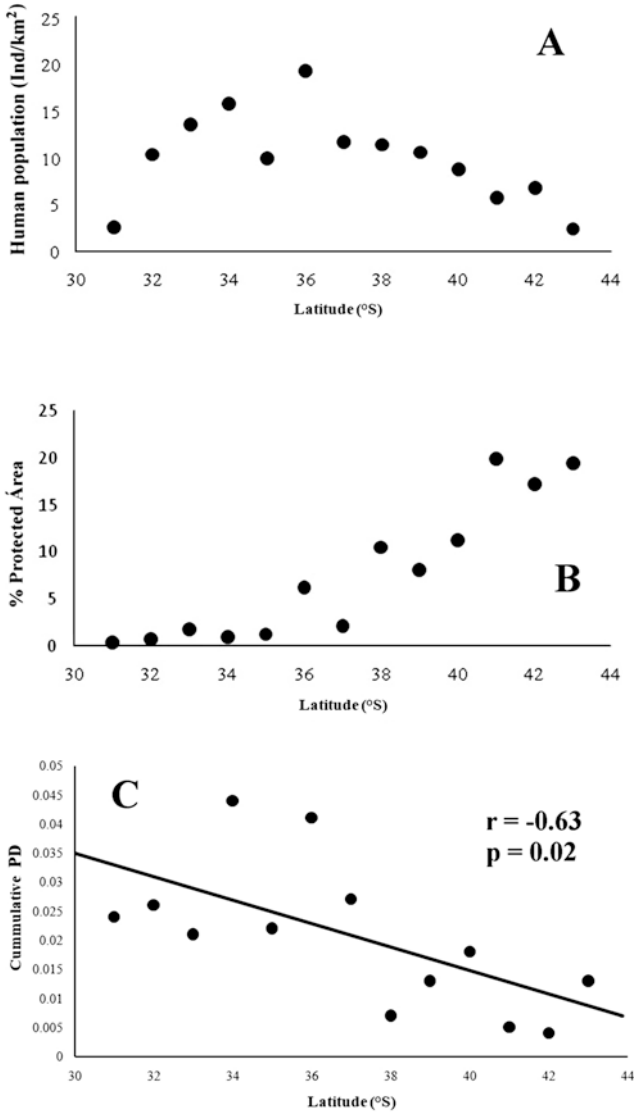 A
Human population (Ind/km²)
25
20
15
10
5
0
30 32 34 36 38 40 42 44
Latitude (°S)
B
% Protected Área
25
20
15
10
5
0
30 32 34 36 38 40 42 44
Latitude (°S)
C
r = -0.63
p = 0.02
Cummulative PD
0.05
0.045
0.04
0.035
0.03
0.025
0.02
0.015
0.01
0.005
0
30 32 34 36 38 40 42 44
Latitude (°S)